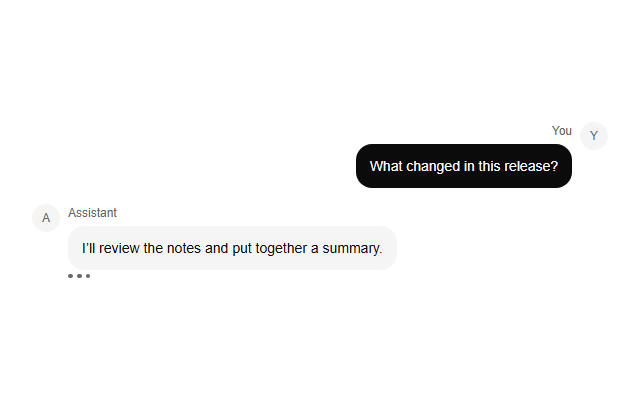 You
Y
What changed in this release?
A
Assistant
I’ll review the notes and put together a summary.